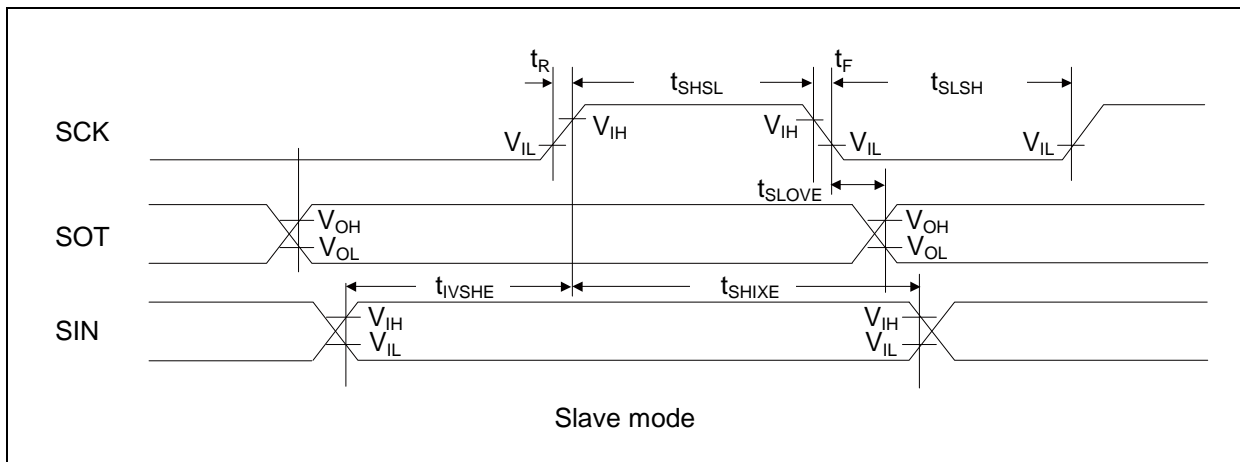 tR tF
tSHSL tSLSH
SCK VIH VIH
VIL VIL VIL
tSLOVE
VOH VOH
SOT
VOL VOL
tIVSHE tSHIXE
VIH VIH
SIN
VIL VIL
Slave mode